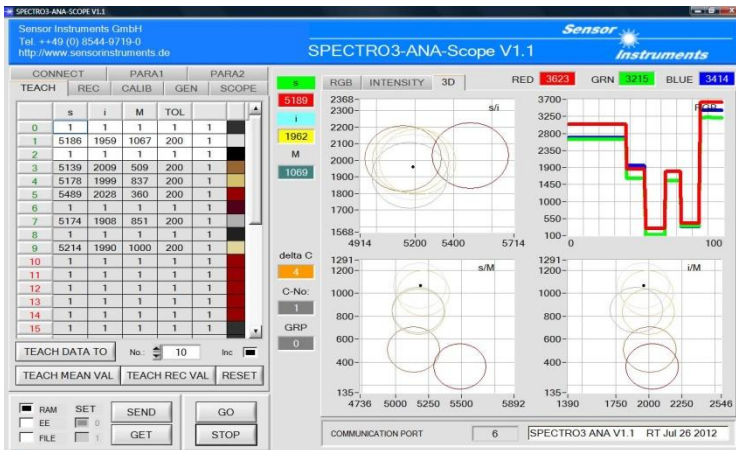 SPECTRO3-ANA-SCOPE V1.1
Sensor Instruments GmbH
Tel. ++49 (0) 8544-9719-0
http://www.sensorinstruments.de
SPECTRO3-ANA-Scope V1.1
Sensor
Instruments
CONNECT PARA1 PARA2
TEACH REC CALIB GEN SCOPE
s i M TOL
0 1 1 1 1 1
1 5186 1959 1067 200 1
2 1 1 1 1 1
3 5139 2009 509 200 1
4 5178 1999 837 200 1
5 5489 2028 360 200 1
6 1 1 1 1 1
7 5174 1908 851 200 1
8 1 1 1 1 1
9 5214 1990 1000 200 1
10 1 1 1 1 1
11 1 1 1 1 1
12 1 1 1 1 1
13 1 1 1 1 1
14 1 1 1 1 1
15 1 1 1 1 1
TEACH DATA TO No.: 10 Inc
TEACH MEAN VAL TEACH REC VAL RESET
RAM SET SEND GO
EE 0
FILE 1 GET STOP
s
5189
i
1962
M
1069
delta C
4
C-No:
1
GRP
0
RGB INTENSITY 3D RED 3623 GRN 3215 BLUE 3414
s/i
2368
2300
2200
2100
2000
1900
1800
1700
1568
4914 5200 5400 5714
RGB
3700
3250
2800
2350
1900
1450
1000
550
100
0 100
s/M
1291
1200
1000
800
600
400
135
4736 5000 5250 5500 5892
i/M
1291
1200
1000
800
600
400
135
1390 1750 2000 2250 2546
COMMUNICATION PORT 6 SPECTRO3 ANA V1.1 RT Jul 26 2012